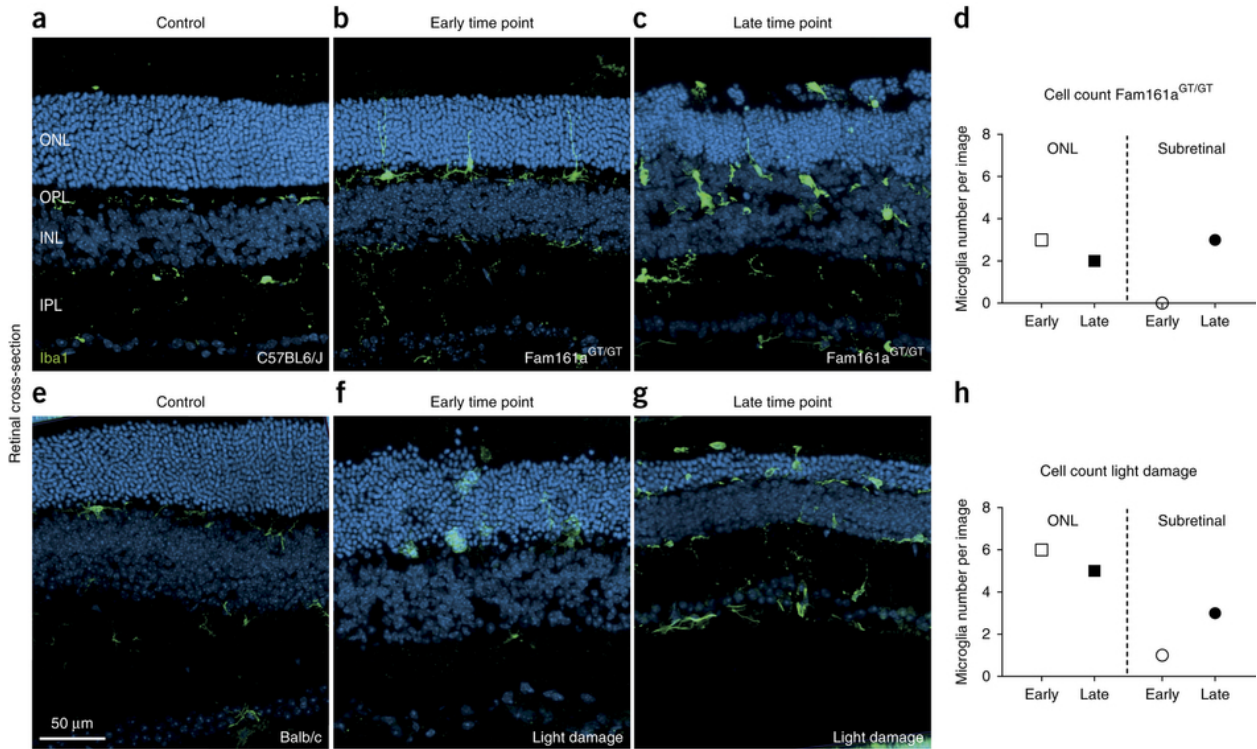 a
Control
b
Early time point
c
Late time point
d
ONL
OPL
INL
IPL
Iba1
C57BL6/J
Fam161a^GT/GT
Fam161a^GT/GT
Cell count Fam161a^GT/GT
ONL
Subretinal
Microglia number per image
8
6
4
2
0
Early
Late
Early
Late
Retinal cross-section
e
Control
f
Early time point
g
Late time point
h
50 μm
Balb/c
Light damage
Light damage
Cell count light damage
ONL
Subretinal
Microglia number per image
8
6
4
2
0
Early
Late
Early
Late